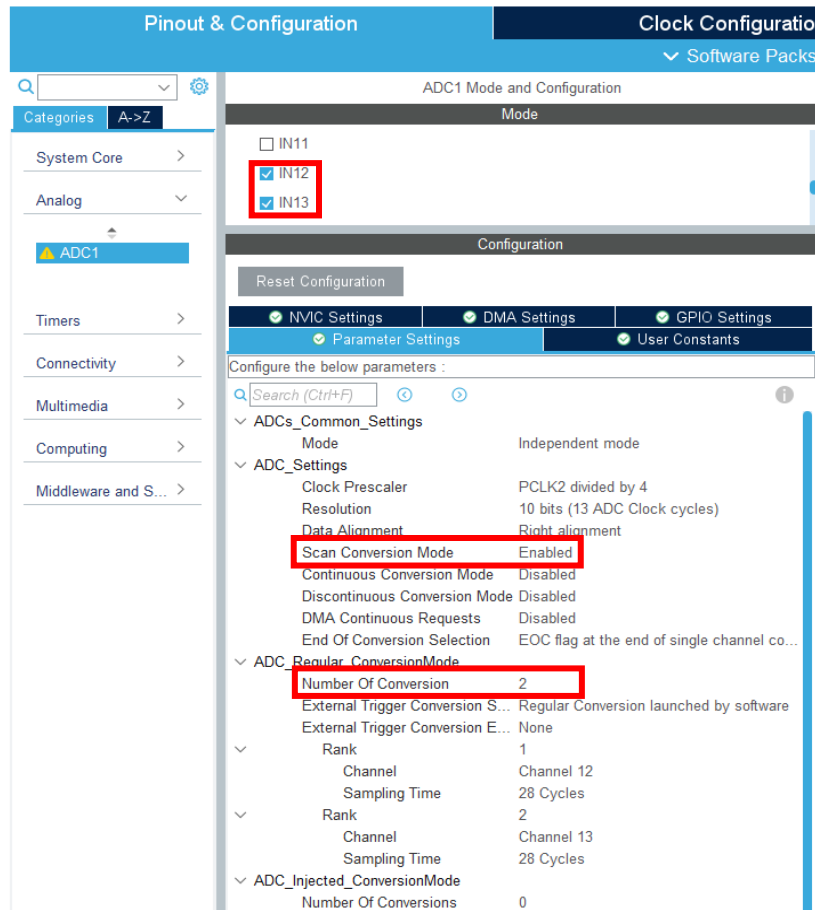 Pinout & Configuration
Clock Configuratio
Software Packs
Categories A->Z
System Core
Analog
ADC1
Timers
Connectivity
Multimedia
Computing
Middleware and S...
ADC1 Mode and Configuration
Mode
IN11
IN12
IN13
Configuration
Reset Configuration
NVIC Settings DMA Settings GPIO Settings
Parameter Settings User Constants
Configure the below parameters :
Search (Ctrl+F)
ADCs_Common_Settings
Mode Independent mode
ADC_Settings
Clock Prescaler PCLK2 divided by 4
Resolution 10 bits (13 ADC Clock cycles)
Data Alignment Right alignment
Scan Conversion Mode Enabled
Continuous Conversion Mode Disabled
Discontinuous Conversion Mode Disabled
DMA Continuous Requests Disabled
End Of Conversion Selection EOC flag at the end of single channel co...
ADC_Regular_ConversionMode
Number Of Conversion 2
External Trigger Conversion S... Regular Conversion launched by software
External Trigger Conversion E... None
Rank 1
Channel Channel 12
Sampling Time 28 Cycles
Rank 2
Channel Channel 13
Sampling Time 28 Cycles
ADC_Injected_ConversionMode
Number Of Conversions 0